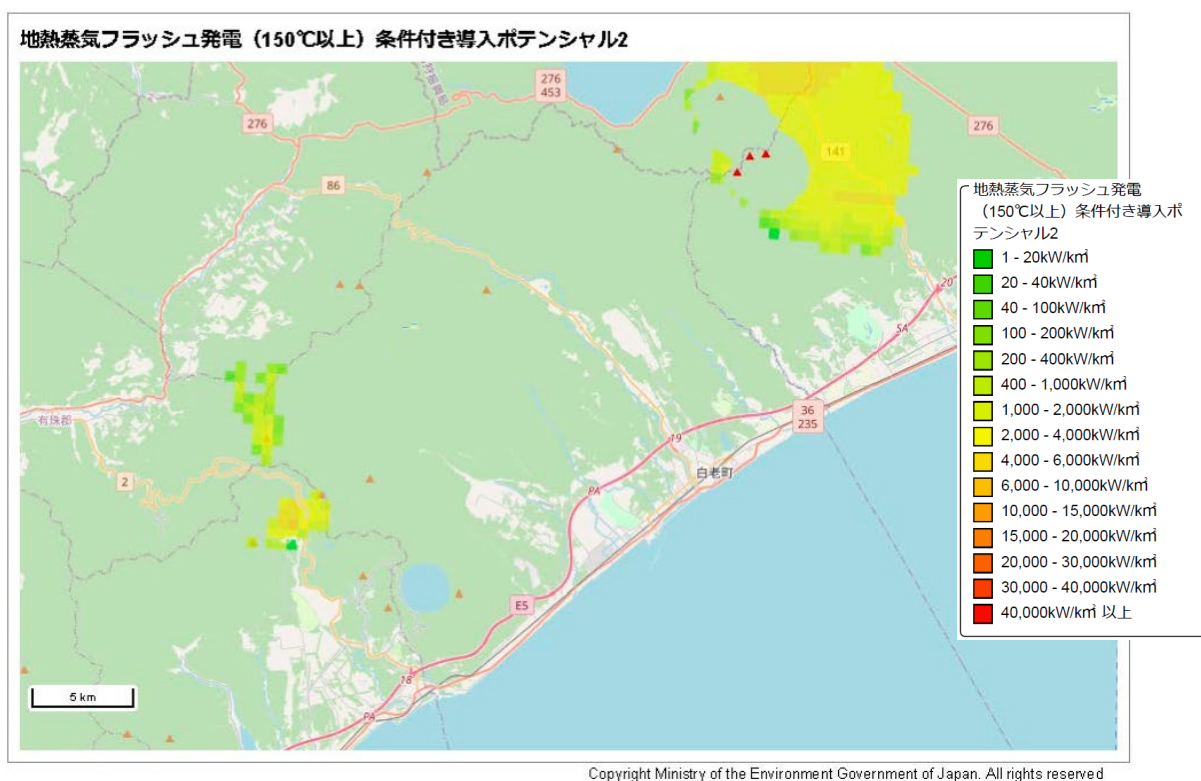 地熱蒸気フラッシュ発電（150℃以上）条件付き導入ポテンシャル2
276
453
276
276
141
86
20
SA
36
235
19
白老町
有珠郡
2
PA
E5
18
PA
5 km
地熱蒸気フラッシュ発電
（150℃以上）条件付き導入ポ
テンシャル2
1 - 20kW/k㎡
20 - 40kW/k㎡
40 - 100kW/k㎡
100 - 200kW/k㎡
200 - 400kW/k㎡
400 - 1,000kW/k㎡
1,000 - 2,000kW/k㎡
2,000 - 4,000kW/k㎡
4,000 - 6,000kW/k㎡
6,000 - 10,000kW/k㎡
10,000 - 15,000kW/k㎡
15,000 - 20,000kW/k㎡
20,000 - 30,000kW/k㎡
30,000 - 40,000kW/k㎡
40,000kW/k㎡ 以上
Copyright Ministry of the Environment Government of Japan. All rights reserved